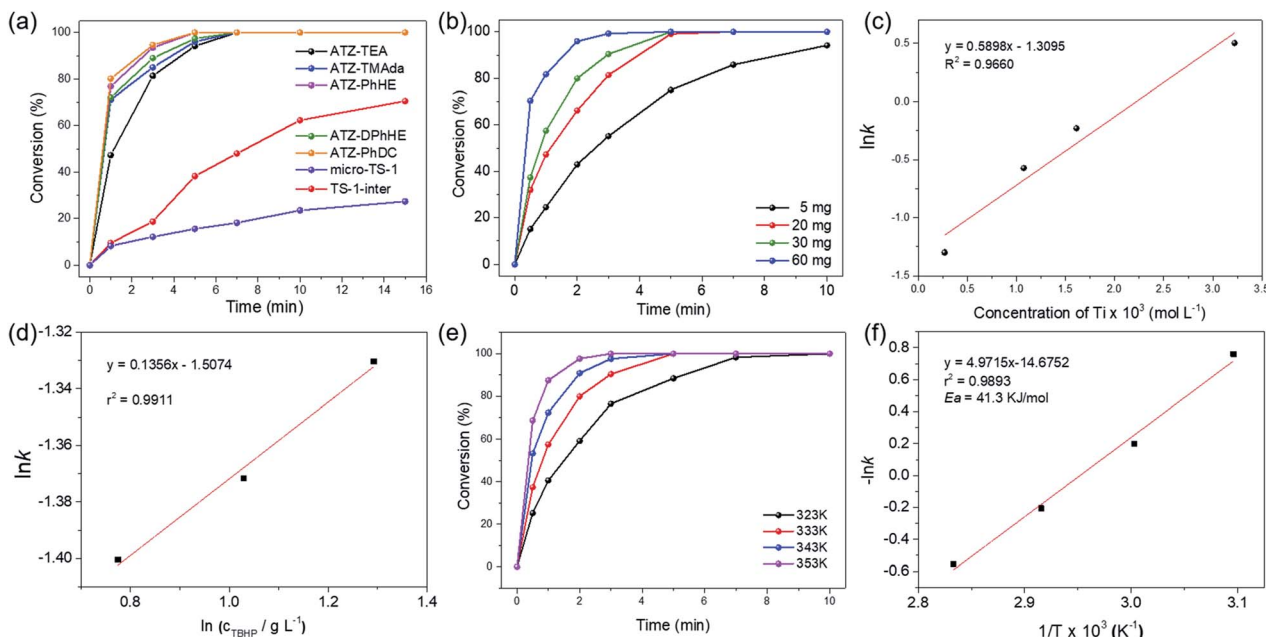 (a)
Conversion (%)
100
80
60
40
20
0
ATZ-TEA
ATZ-TMAda
ATZ-PhHE
ATZ-DPhHE
ATZ-PhDC
micro-TS-1
TS-1-inter
0 2 4 6 8 10 12 14 16
Time (min)
(b)
Conversion (%)
100
80
60
40
20
0
5 mg
20 mg
30 mg
60 mg
0 2 4 6 8 10
Time (min)
(c)
lnk
y = 0.5898x - 1.3095
R² = 0.9660
0.5
0.0
-0.5
-1.0
-1.5
0.0 0.5 1.0 1.5 2.0 2.5 3.0 3.5
Concentration of Ti x 10³ (mol L⁻¹)
(d)
lnk
-1.32
-1.34
-1.36
-1.38
-1.40
y = 0.1356x - 1.5074
r² = 0.9911
0.8 1.0 1.2 1.4
ln (c_TBHP / g L⁻¹)
(e)
Conversion (%)
100
80
60
40
20
0
323K
333K
343K
353K
0 2 4 6 8 10
Time (min)
(f)
-lnk
y = 4.9715x-14.6752
r² = 0.9893
Ea = 41.3 KJ/mol
0.8
0.6
0.4
0.2
0.0
-0.2
-0.4
-0.6
2.8 2.9 3.0 3.1
1/T x 10³ (K⁻¹)